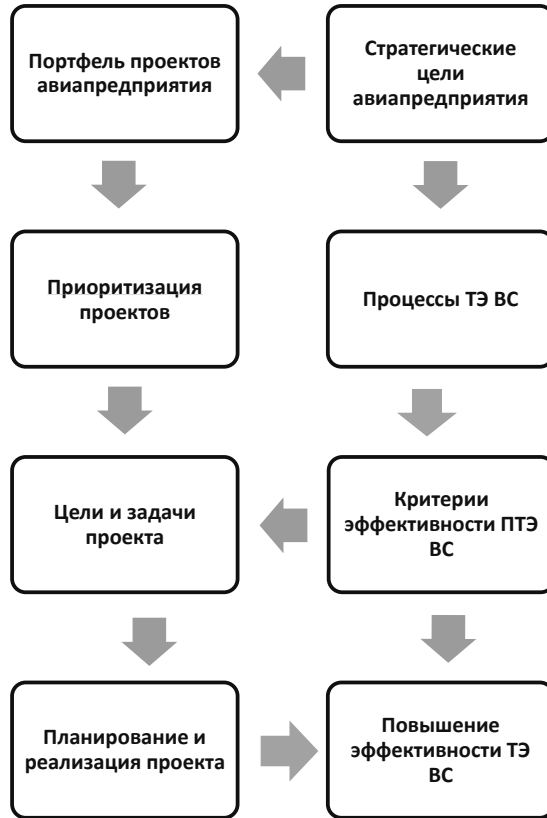 Портфель проектов
авиапредприятия
Стратегические
цели
авиапредприятия
Приоритизация
проектов
Процессы ТЭ ВС
Цели и задачи
проекта
Критерии
эффективности ПТЭ
ВС
Планирование и
реализация проекта
Повышение
эффективности ТЭ
ВС